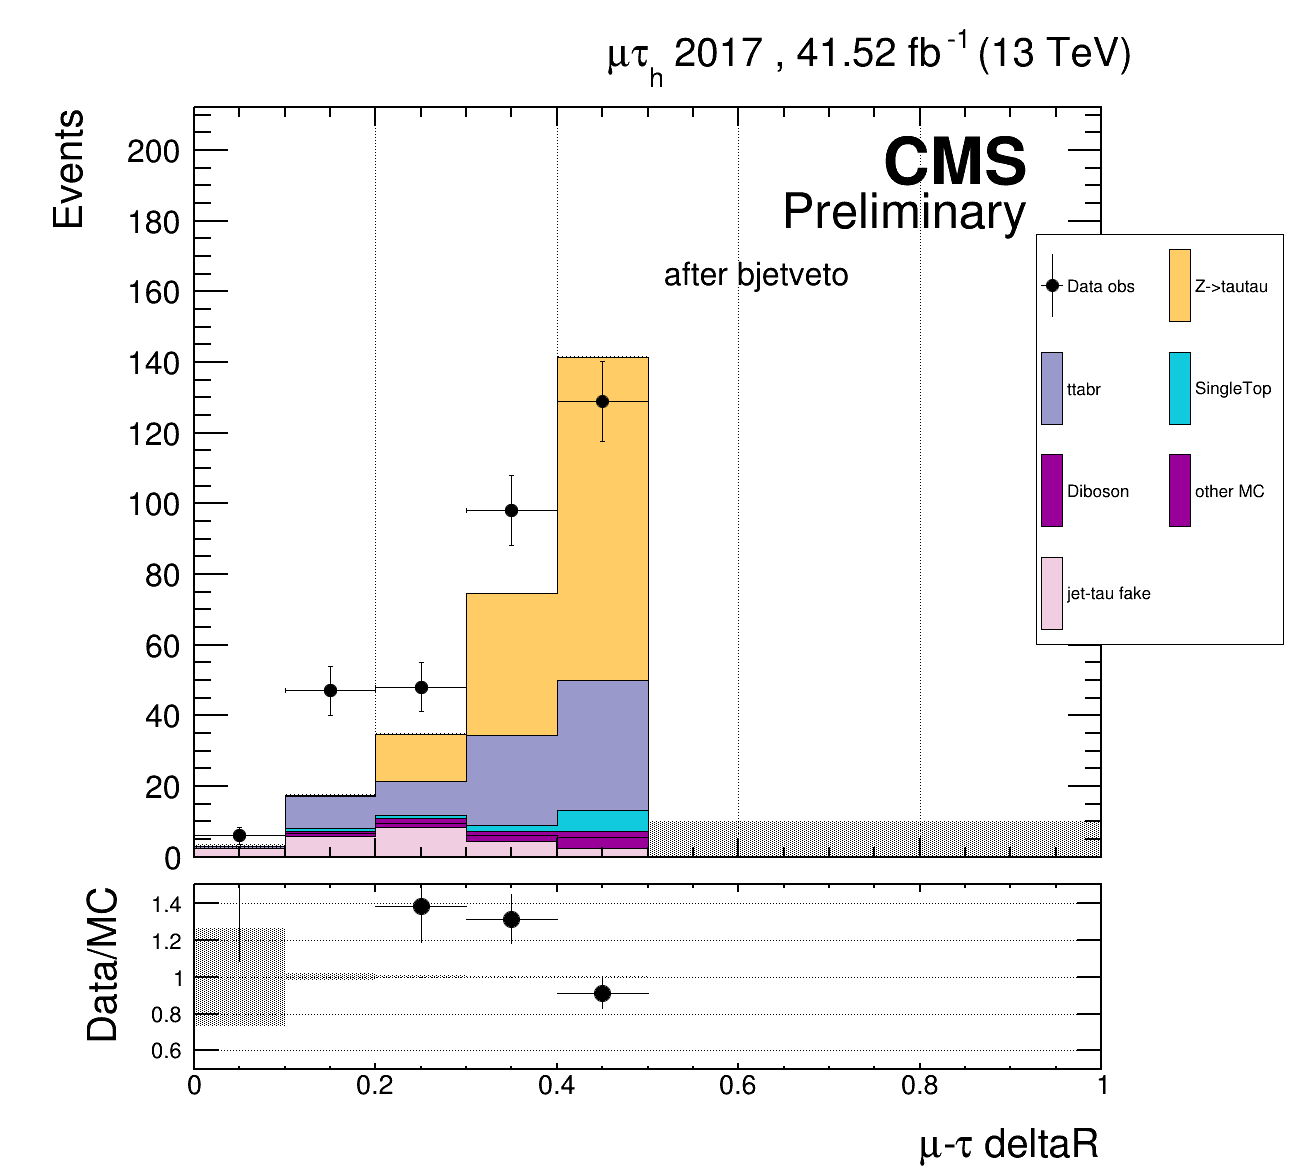 μτh 2017 , 41.52 fb-1 (13 TeV)
Events
200
180
160
140
120
100
80
60
40
20
0
CMS
Preliminary
after bjetveto
Data obs
Z->tautau
ttabr
SingleTop
Diboson
other MC
jet-tau fake
Data/MC
1.4
1.2
1
0.8
0.6
0 0.2 0.4 0.6 0.8 1
μ-τ deltaR